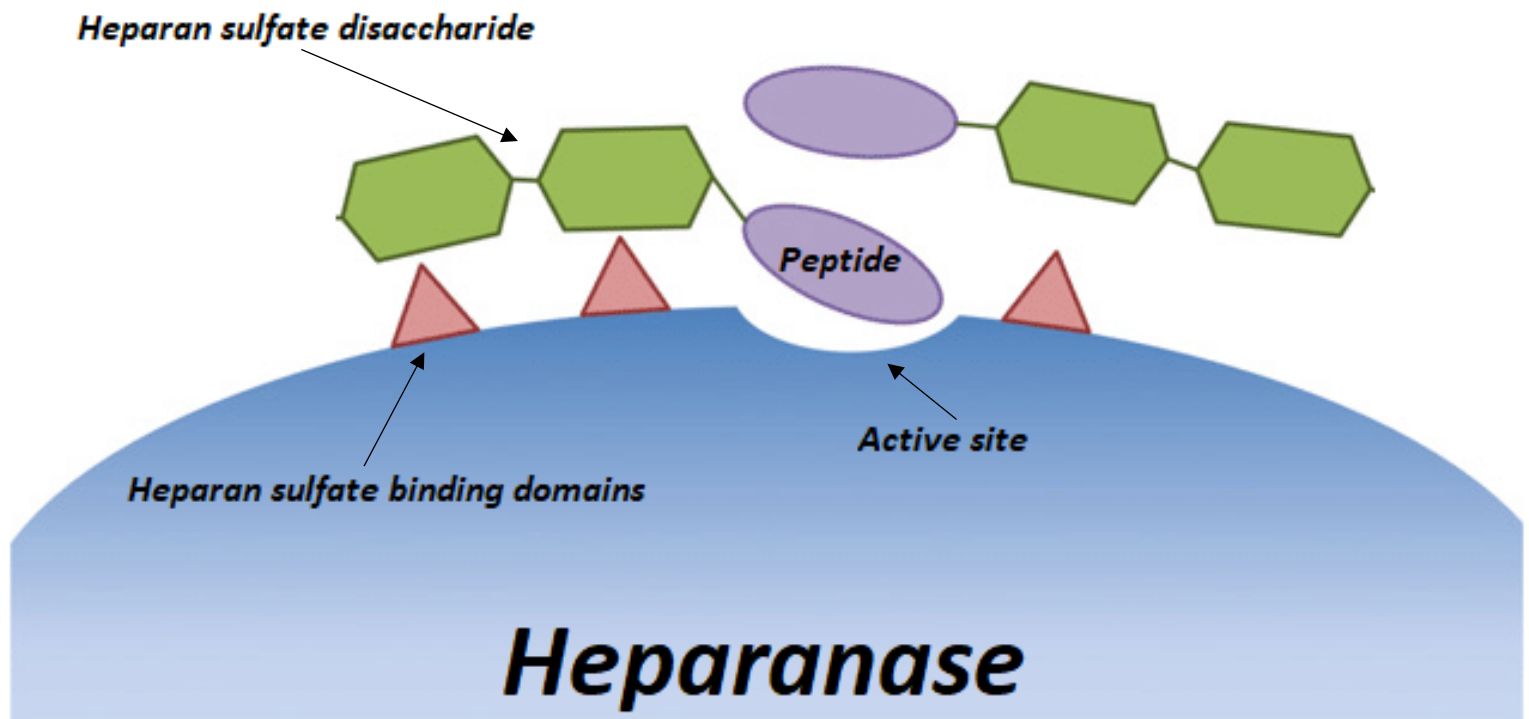 Heparan sulfate disaccharide
Peptide
Active site
Heparan sulfate binding domains
Heparanase